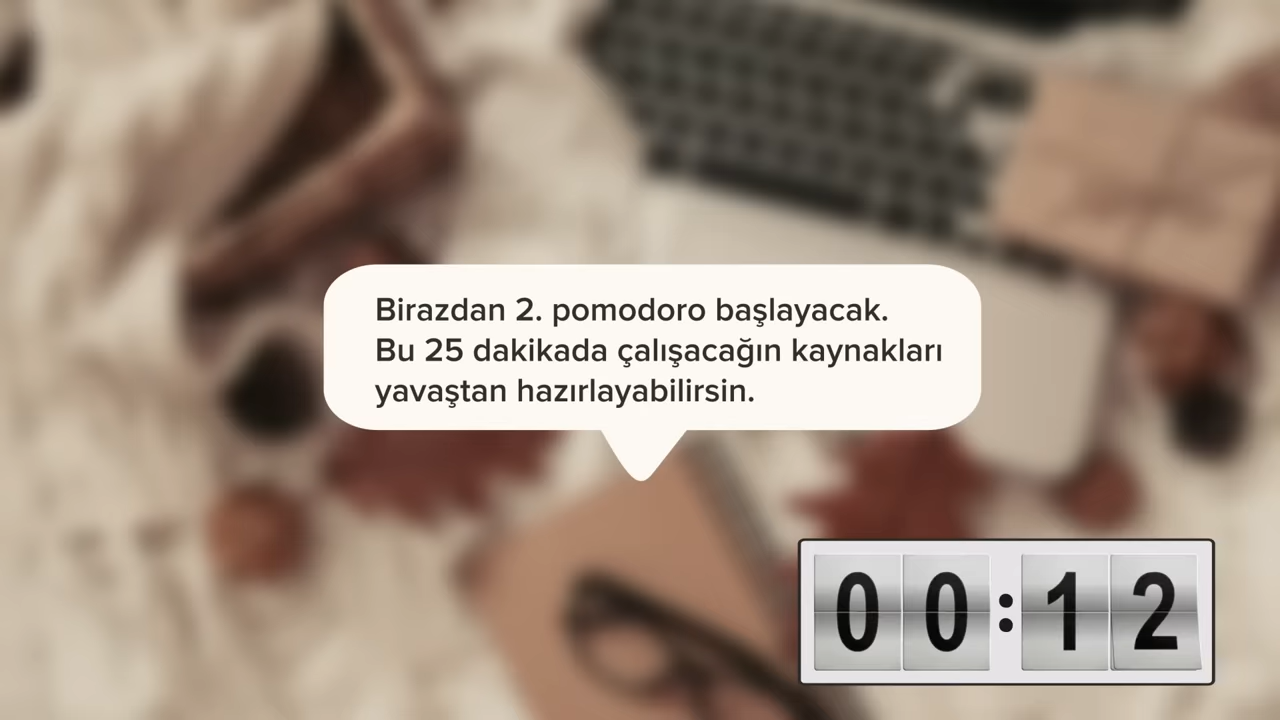 Birazdan 2. pomodoro başlayacak.
Bu 25 dakikada çalışacağın kaynakları
yavaştan hazırlayabilirsin.
00:12